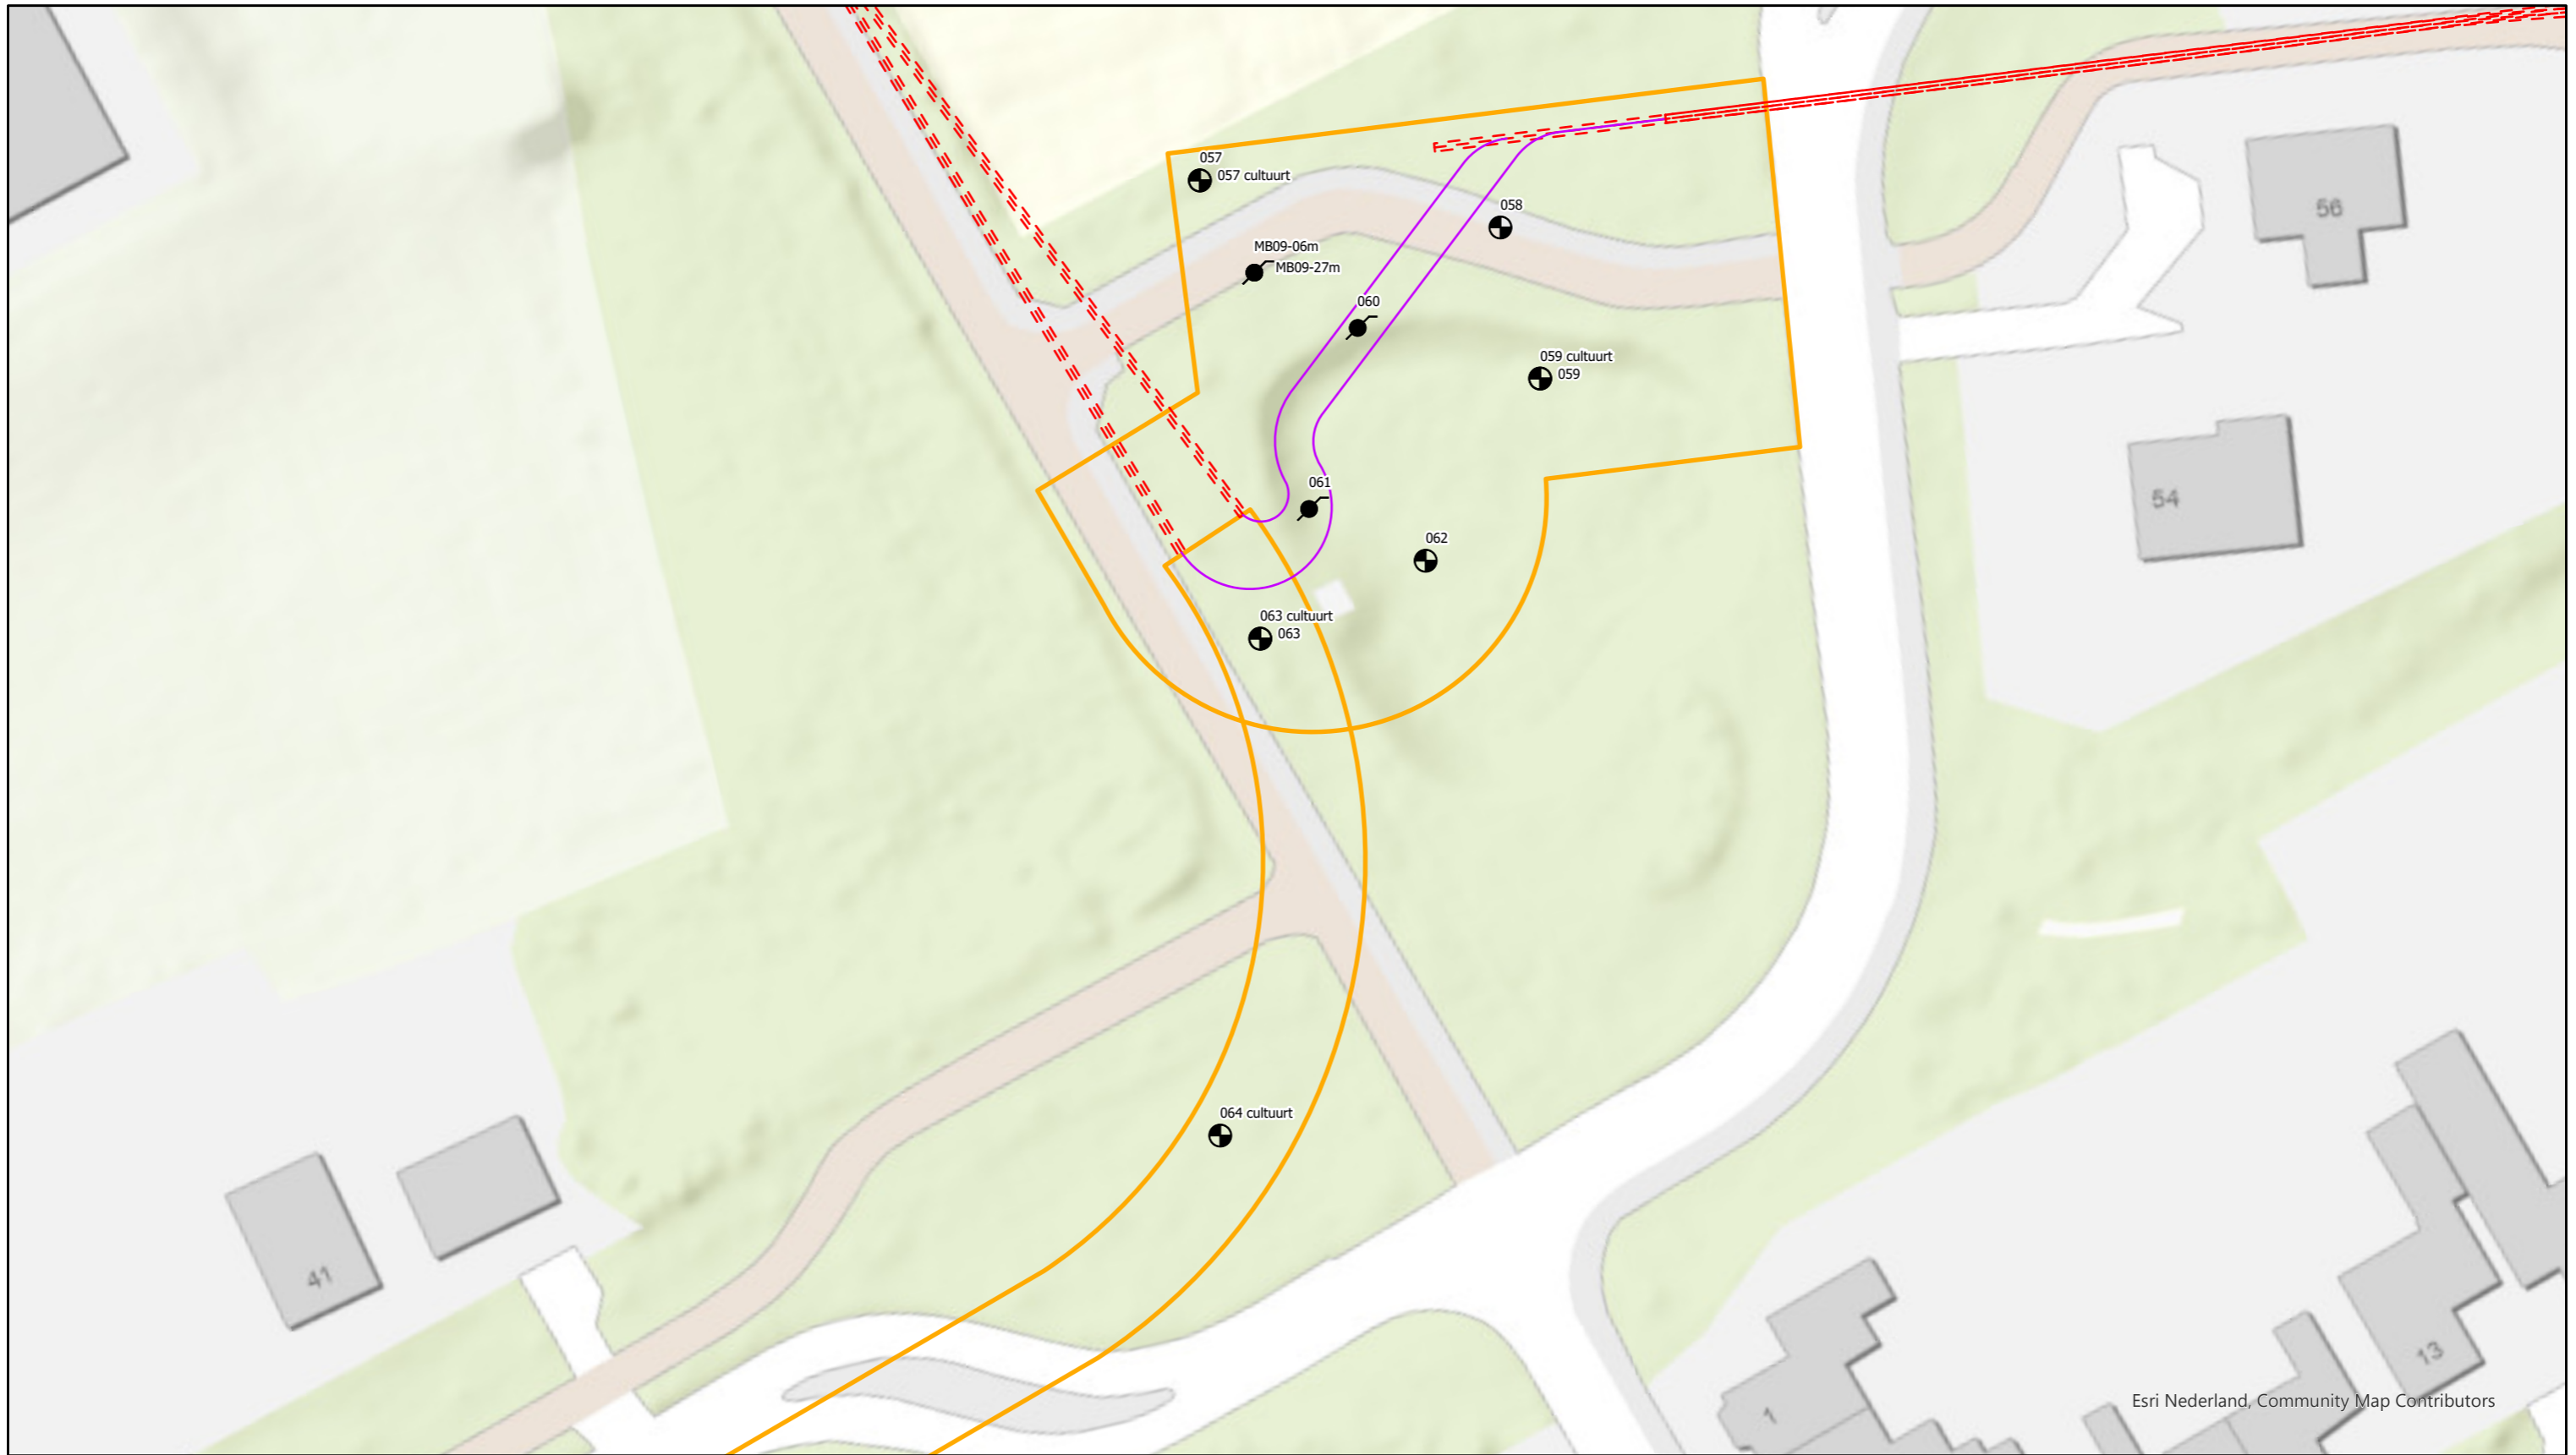 057
057 cultuurt
058
56
MB09-06m
MB09-27m
060
059 cultuurt
059
061
54
062
063 cultuurt
063
064 cultuurt
41
13
1
Esri Nederland, Community Map Contributors